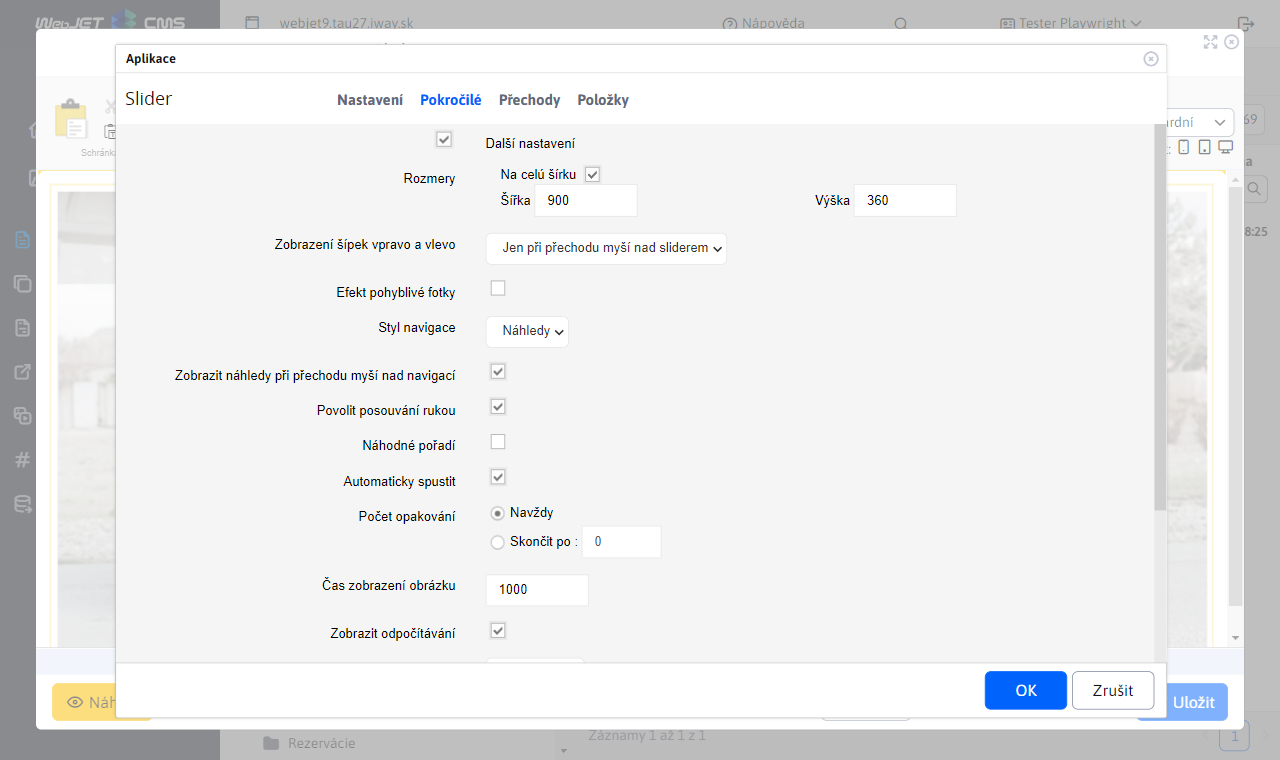 WebJET CMS
webjet9.tau27.iway.sk
Nápověda
Tester Playwright
Aplikace
Slider
Nastavení Pokročilé Přechody Položky
69
Schránka
Další nastavení
Rozmery
Na celú šírku
Šířka 900
Výška 360
8:25
Zobrazení šípek vpravo a vlevo
Jen při přechodu myší nad sliderem
Efekt pohyblivé fotky
Styl navigace
Náhledy
Zobrazit náhledy při přechodu myší nad navigací
Povolit posouvání rukou
Náhodné pořadí
Automaticky spustit
Počet opakování
Navždy
Skončit po : 0
Čas zobrazení obrázku
1000
Zobrazit odpočítávání
OK
Zrušit
Uložit
Rezervácie
Záznamy 1 až 1 z 1
1